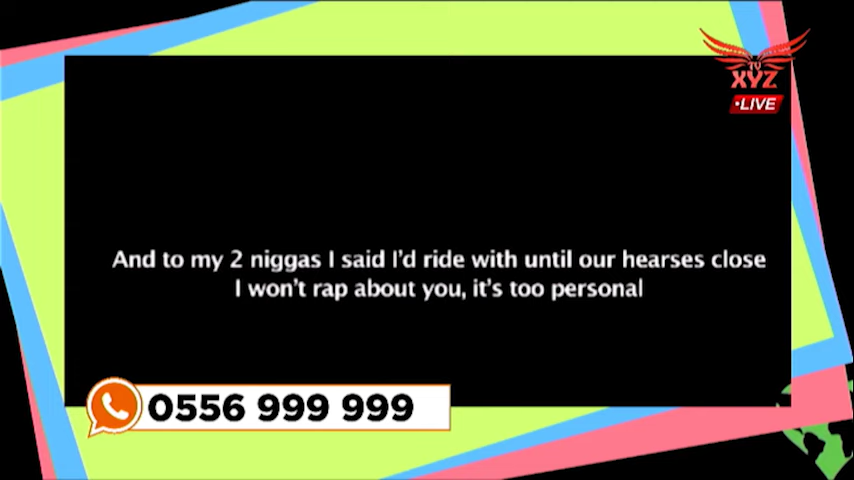 TV
XYZ
LIVE
And to my 2 niggas I said I'd ride with until our hearses close
I won't rap about you, it's too personal
0556 999 999